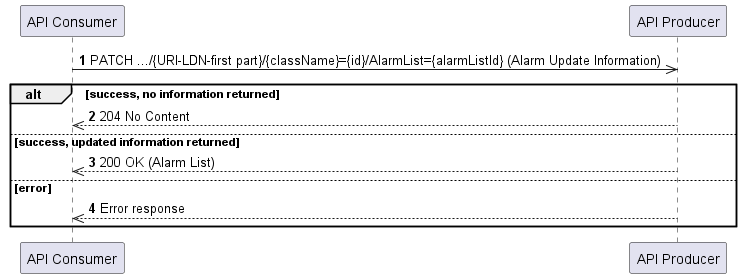 API Consumer
API Producer
1 PATCH .../{URI-LDN-first part}/{className}={id}/AlarmList={alarmListId} (Alarm Update Information)
alt
[success, no information returned]
2 204 No Content
[success, updated information returned]
3 200 OK (Alarm List)
[error]
4 Error response
API Consumer
API Producer